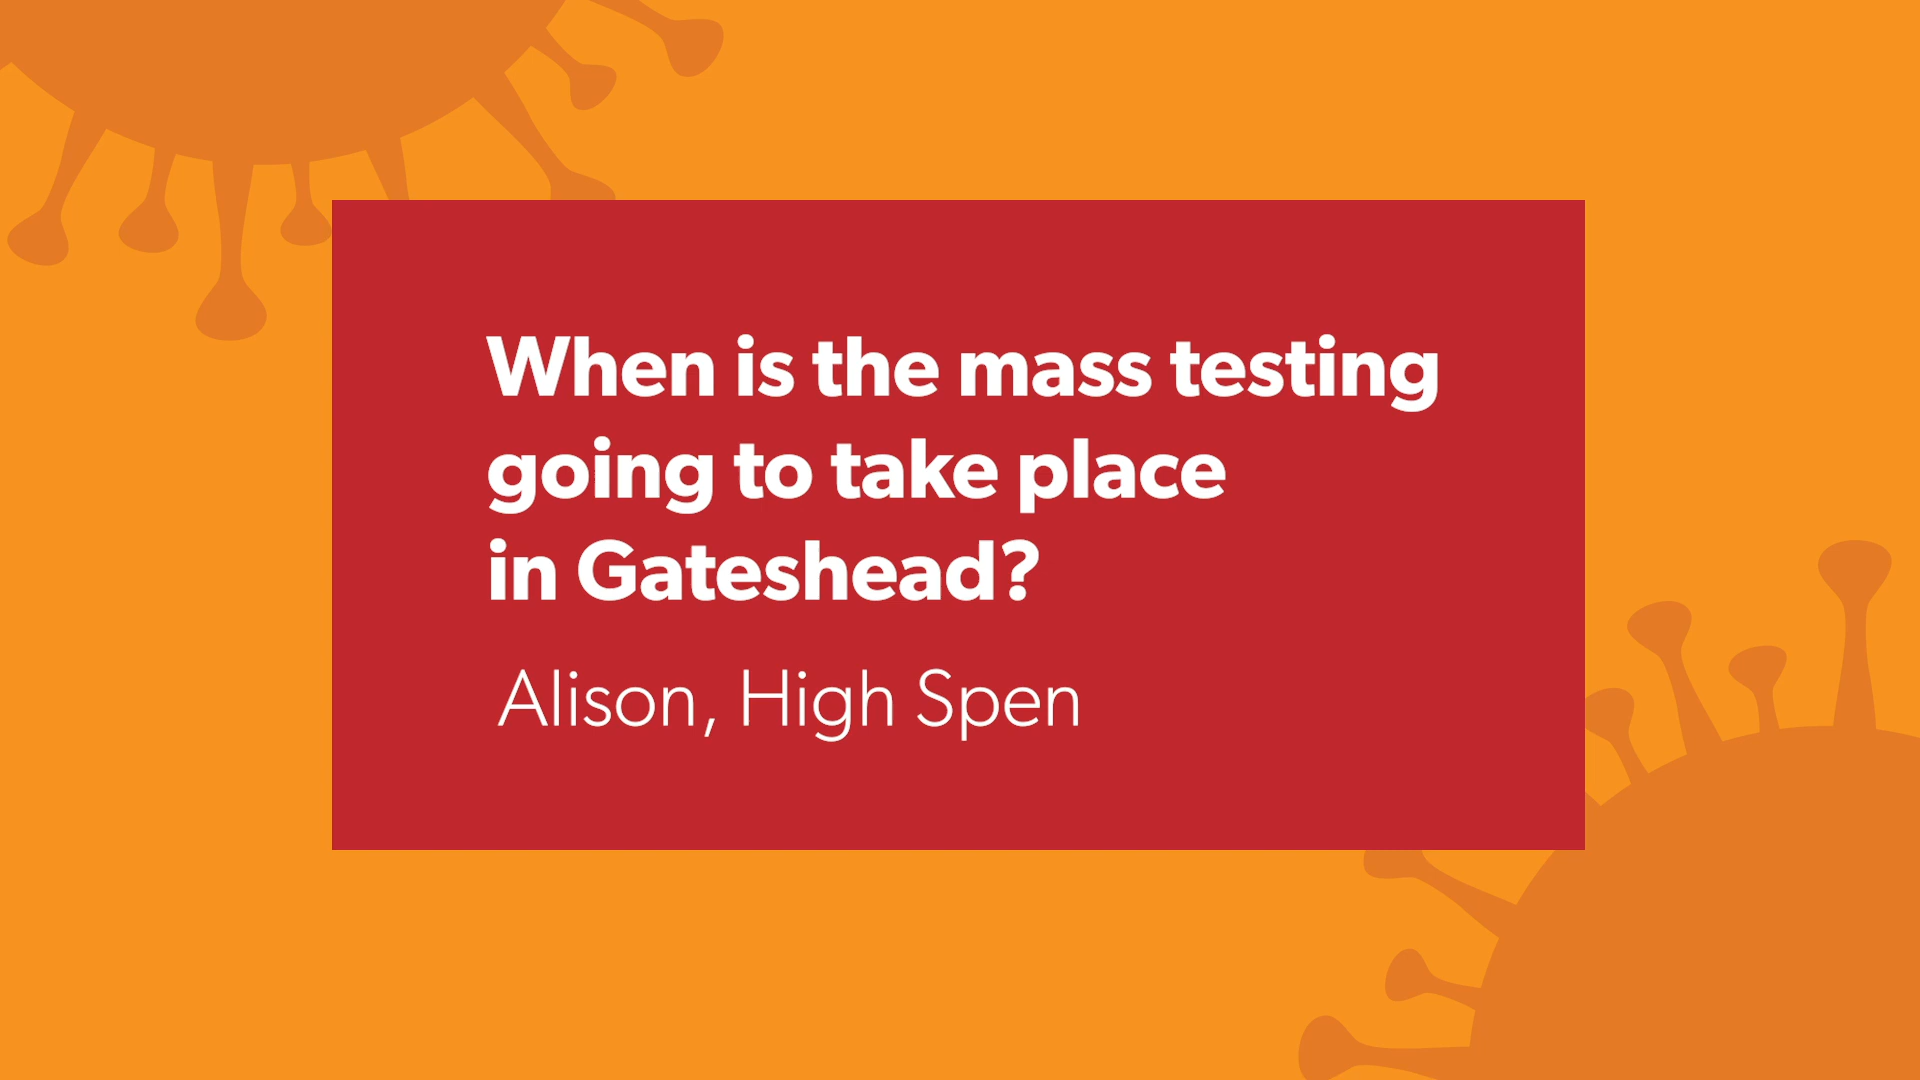 When is the mass testing
going to take place
in Gateshead?
Alison, High Spen